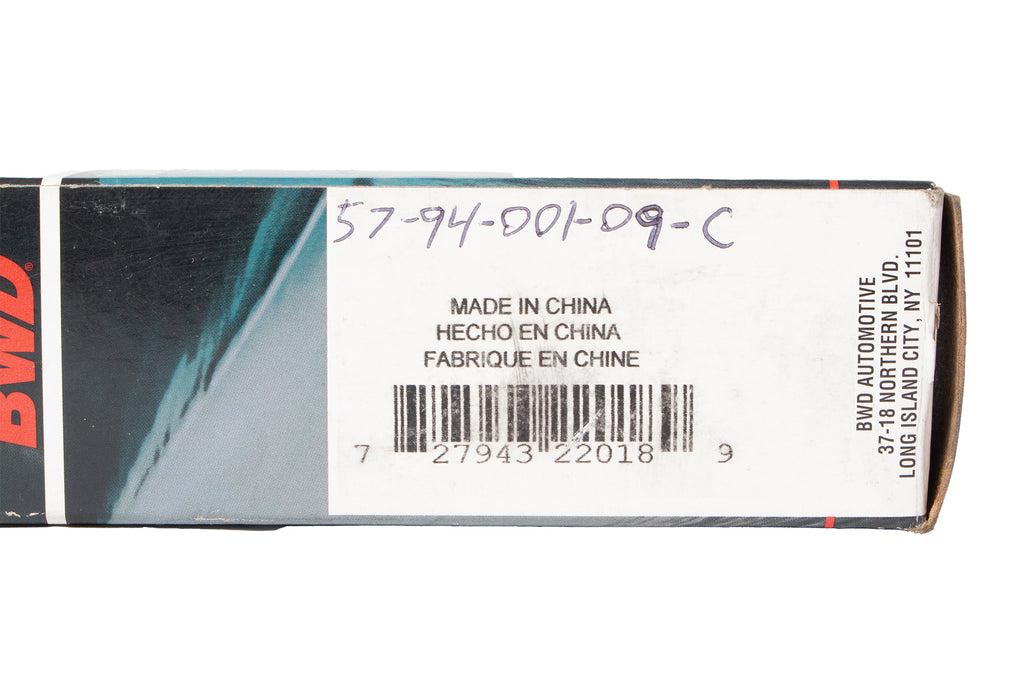 BWD®
57-94-001-09-C
MADE IN CHINA
HECHO EN CHINA
FABRIQUE EN CHINE
7 27943 22018 9
BWD AUTOMOTIVE
37-18 NORTHERN BLVD.
LONG ISLAND CITY, NY 11101